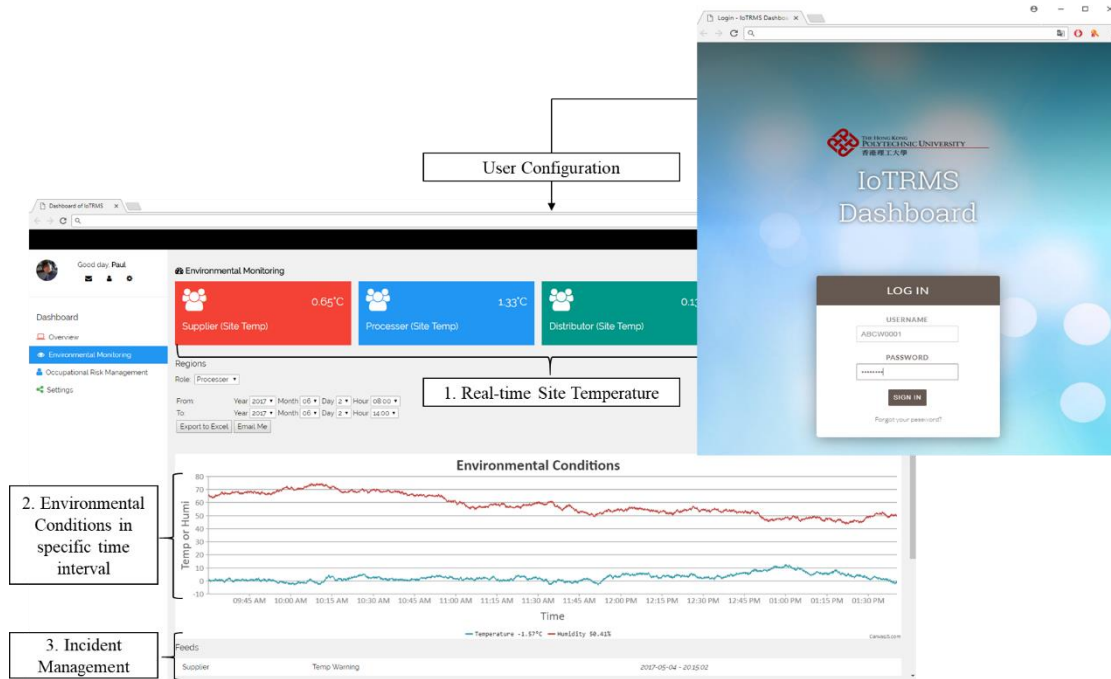 Login - IoTRMS Dashboa
THE HONG KONG
POLYTECHNIC UNIVERSITY
香港理工大學
IoTRMS
Dashboard
LOG IN
USERNAME
ABCW0001
PASSWORD
••••••••
SIGN IN
Forgot your password?
User Configuration
Dashboard of IoTRMS
Good day, Paul
Dashboard
Overview
Environmental Monitoring
Occupational Risk Management
Settings
Environmental Monitoring
0.65°C
Supplier (Site Temp)
1.33°C
Processer (Site Temp)
0.13
Distributor (Site Temp)
1. Real-time Site Temperature
Regions
Role: Processer
From: Year 2017 Month 06 Day 2 Hour 08:00
To: Year 2017 Month 06 Day 2 Hour 14:00
Export to Excel Email Me
2. Environmental
Conditions in
specific time
interval
Environmental Conditions
Temp or Humi
80
70
60
50
40
30
20
10
0
-10
09:45 AM 10:00 AM 10:15 AM 10:30 AM 10:45 AM 11:00 AM 11:15 AM 11:30 AM 11:45 AM 12:00 PM 12:15 PM 12:30 PM 12:45 PM 01:00 PM 01:15 PM 01:30 PM
Time
Temperature -1.57°C Humidity 50.41%
CanvasJS.com
3. Incident
Management
Feeds
Supplier Temp Warning 2017-05-04 - 20:15:02